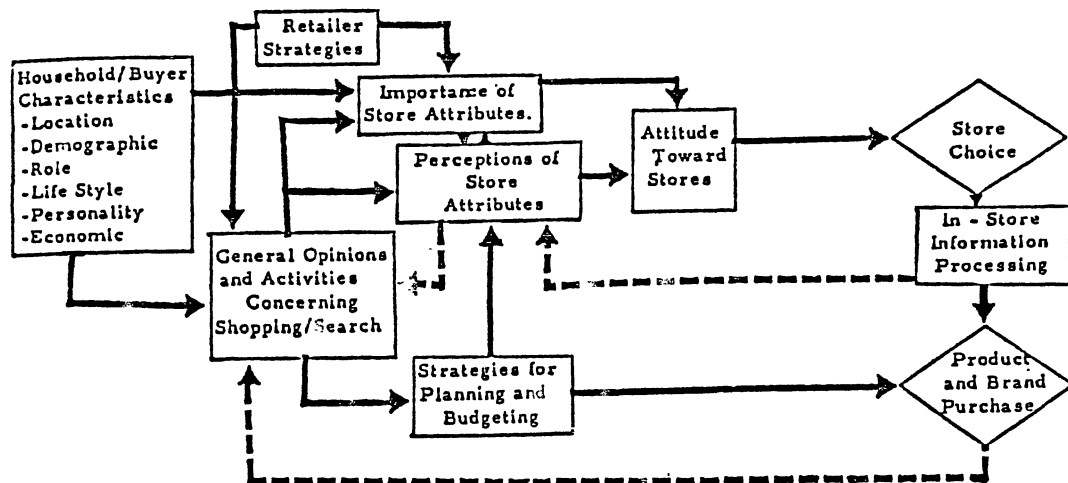 Retailer
Strategies
Household/Buyer
Characteristics
-Location
-Demographic
-Role
-Life Style
-Personality
-Economic
Importance of
Store Attributes.
Perceptions of
Store
Attributes
Attitude
Toward
Stores
Store
Choice
In - Store
Information
Processing
General Opinions
and Activities
Concerning
Shopping/Search
Strategies for
Planning and
Budgeting
Product
and Brand
Purchase